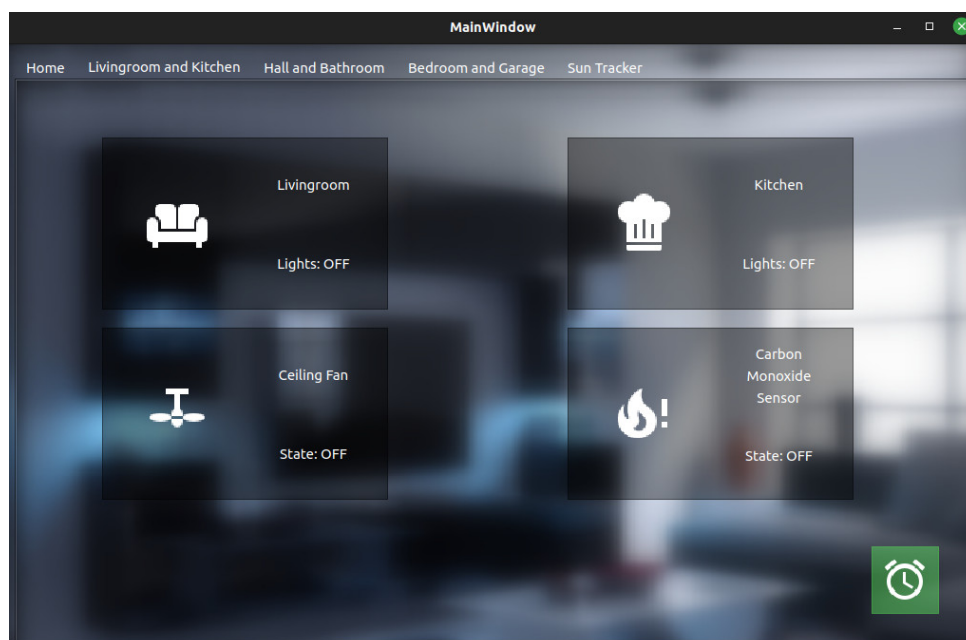 MainWindow
Home Livingroom and Kitchen Hall and Bathroom Bedroom and Garage Sun Tracker
Livingroom
Lights: OFF
Kitchen
Lights: OFF
Ceiling Fan
State: OFF
Carbon
Monoxide
Sensor
State: OFF